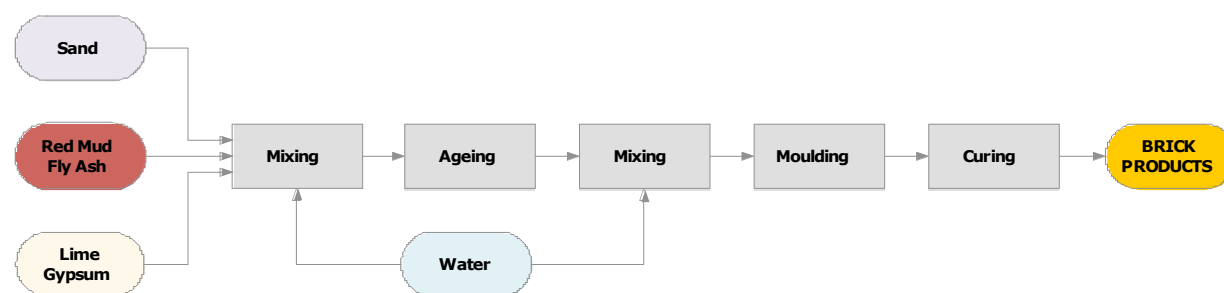 Sand
Red Mud
Fly Ash
Lime
Gypsum
Mixing
Ageing
Mixing
Moulding
Curing
BRICK
PRODUCTS
Water